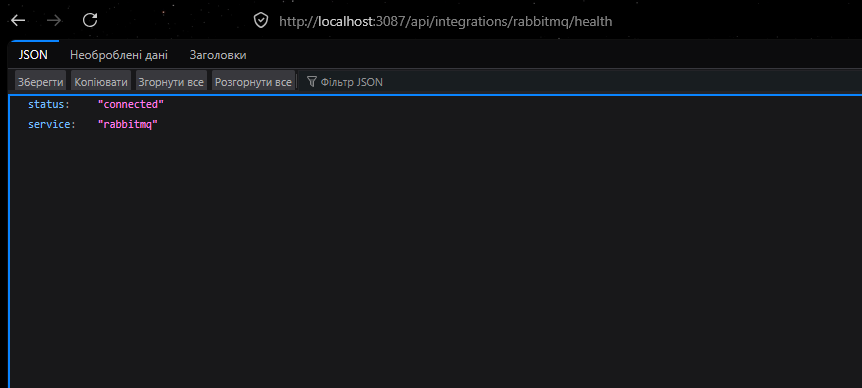 http://localhost:3087/api/integrations/rabbitmq/health
JSON Необроблені дані Заголовки
Зберегти Копіювати Згорнути все Розгорнути все Фільтр JSON
status: "connected"
service: "rabbitmq"